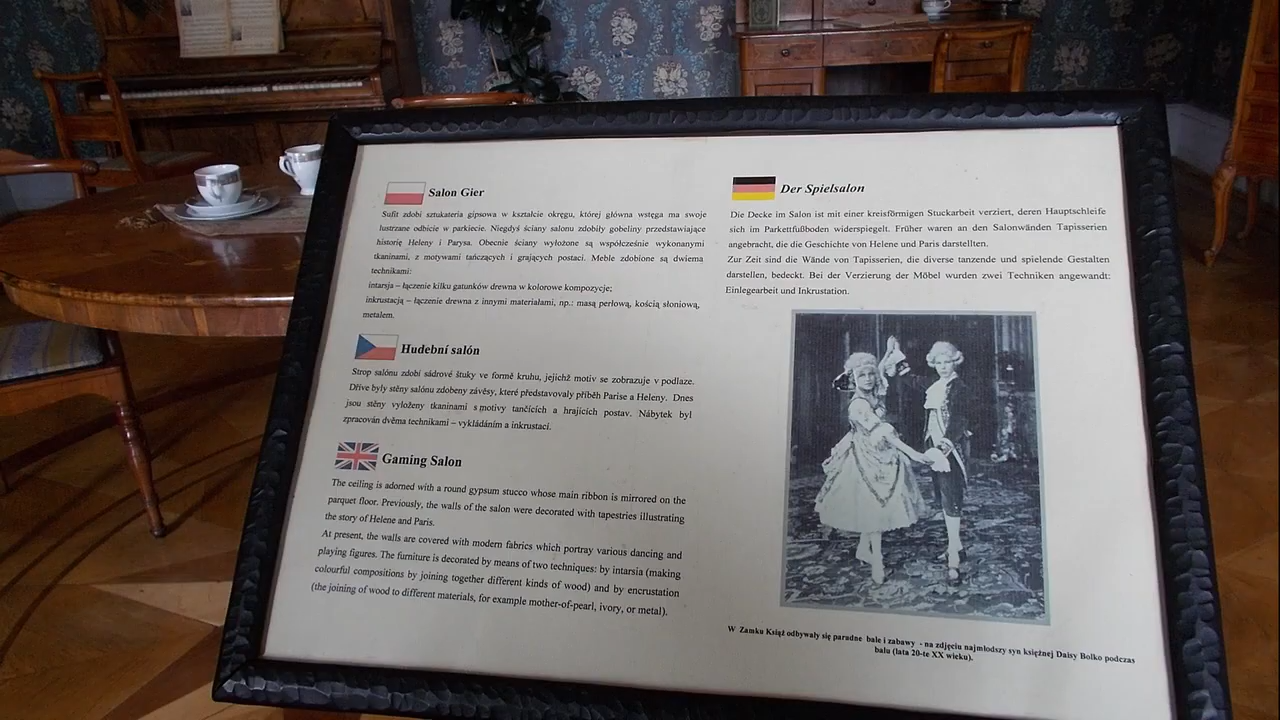 Salon Gier
Sufit zdobi sztukateria gipsowa w kształcie okręgu, której główna wstęga ma swoje
lustrzane odbicie w parkiecie. Niegdyś ściany salonu zdobiły gobeliny przedstawiające
historię Heleny i Parysa. Obecnie ściany wyłożone są współcześnie wykonanymi
tkaninami, z motywami tańczących i grających postaci. Meble zdobione są dwiema
technikami:
intarsja – łączenie kilku gatunków drewna w kolorowe kompozycje;
inkrustacją – łączenie drewna z innymi materiałami, np.: masą perłową, kością słoniową,
metalem.
Hudební salón
Strop salónu zdobí sádrové štuky ve formě kruhu, jejichž motiv se zobrazuje v podlaze.
Dříve byly stěny salónu zdobeny závěsy, které představovaly příběh Parise a Heleny. Dnes
jsou stěny vyloženy tkaninami s motivy tančících a hrajících postav. Nábytek byl
zpracován dvěma technikami – vykládáním a inkrustaci.
Gaming Salon
The ceiling is adorned with a round gypsum stucco whose main ribbon is mirrored on the
parquet floor. Previously, the walls of the salon were decorated with tapestries illustrating
the story of Helene and Paris.
At present, the walls are covered with modern fabrics which portray various dancing and
playing figures. The furniture is decorated by means of two techniques: by intarsia (making
colourful compositions by joining together different kinds of wood) and by encrustation
(the joining of wood to different materials, for example mother-of-pearl, ivory, or metal).
Der Spielsalon
Die Decke im Salon ist mit einer kreisförmigen Stuckarbeit verziert, deren Hauptschleife
sich im Parkettfußboden widerspiegelt. Früher waren an den Salonwänden Tapisserien
angebracht, die die Geschichte von Helene und Paris darstellten.
Zur Zeit sind die Wände von Tapisserien, die diverse tanzende und spielende Gestalten
darstellen, bedeckt. Bei der Verzierung der Möbel wurden zwei Techniken angewandt:
Einlegearbeit und Inkrustation.
W Zamku Książ odbywały się paradne bale i zabawy - na zdjęciu najmłodszy syn księżnej Daisy Bolko podczas
balu (lata 20-te XX wieku).